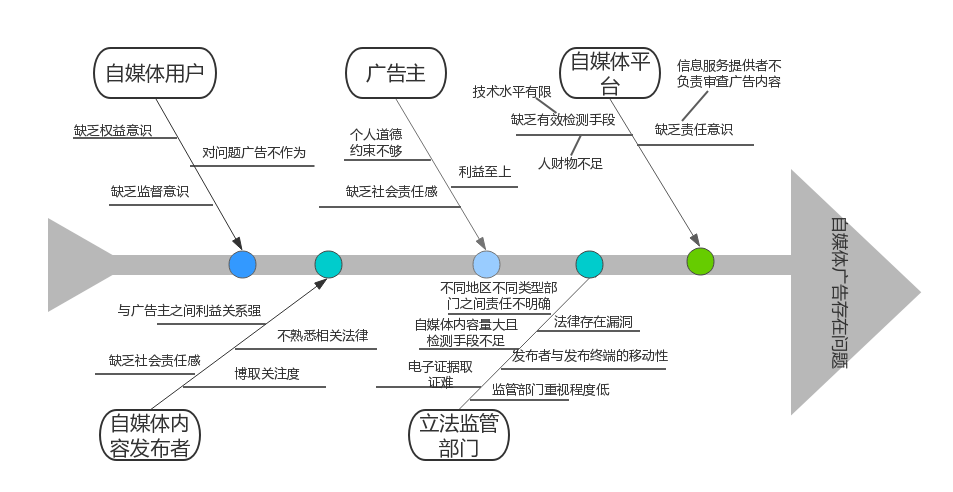 自媒体用户
广告主
自媒体平
台
信息服务提供者不
负责审查广告内容
技术水平有限
缺乏有效检测手段
缺乏责任意识
人财物不足
缺乏权益意识
对问题广告不作为
缺乏监督意识
个人道德
约束不够
利益至上
缺乏社会责任感
自媒体广告存在问题
与广告主之间利益关系强
不熟悉相关法律
缺乏社会责任感
博取关注度
自媒体内
容发布者
不同地区不同类型部
门之间责任不明确
法律存在漏洞
自媒体内容量大且
检测手段不足
发布者与发布终端的移动性
电子证据取
证难
监管部门重视程度低
立法监管
部门